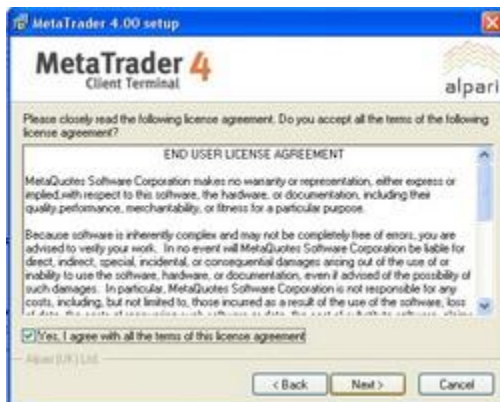 MetaTrader 4.00 setup
MetaTrader 4
Client Terminal
alpari
Please closely read the following license agreement. Do you accept all the terms of the following
license agreement?
END USER LICENSE AGREEMENT
MetaQuotes Software Corporation makes no warranty or representation, either express or
implied,with respect to this software, the hardware, or documentation, including their
quality,performance, merchantability, or fitness for a particular purpose.
Because software is inherently complex and may not be completely free of errors, you are
advised to verify your work. In no event will MetaQuotes Software Corporation be liable for
direct, indirect, special, incidental, or consequential damages arising out of the use of or
inability to use the software, hardware, or documentation, even if advised of the possibility of
such damages. In particular, MetaQuotes Software Corporation is not responsible for any
costs, including, but not limited to, those incurred as a result of the use of the software, loss
Yes, I agree with all the terms of this license agreement
Alpari (UK) Ltd.
< Back
Next >
Cancel